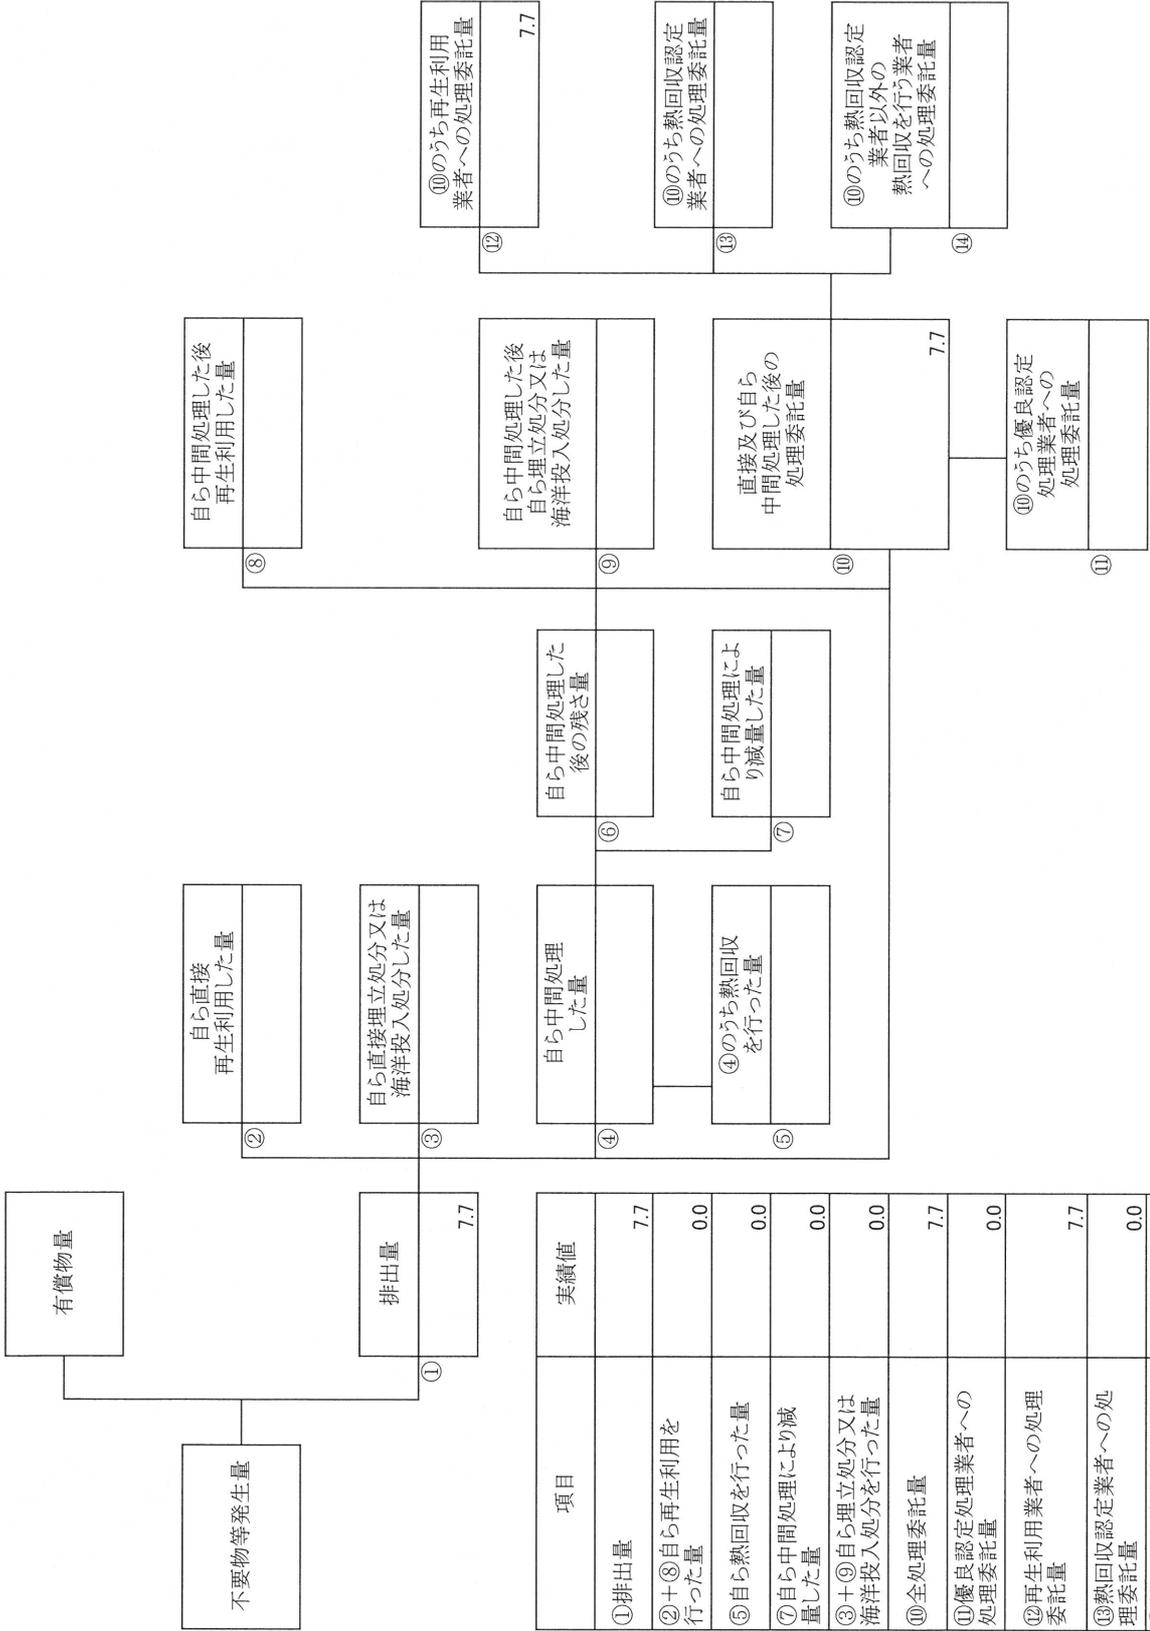 有償物量
不要物等発生量
排出量
①
7.7
自ら直接
再生利用した量
②
自ら直接埋立処分又は
海洋投入処分した量
③
自ら中間処理
した量
④
④のうち熱回収
を行った量
⑤
自ら中間処理した
後の残さ量
⑥
自ら中間処理によ
り減量した量
⑦
自ら中間処理した後
再生利用した量
⑧
自ら中間処理した後
自ら埋立処分又は
海洋投入処分した量
⑨
直接及び自ら
中間処理した後の
処理委託量
⑩
7.7
⑩のうち優良認定
処理業者への
処理委託量
⑪
⑩のうち再生利用
業者への処理委託量
⑫
7.7
⑩のうち熱回収認定
業者への処理委託量
⑬
⑩のうち熱回収認定
業者以外の
熱回収を行う業者
への処理委託量
⑭
項目
実績値
①排出量
7.7
②+⑧自ら再生利用を
行った量
0.0
⑤自ら熱回収を行った量
0.0
⑦自ら中間処理により減
量した量
0.0
③+⑨自ら埋立処分又は
海洋投入処分を行った量
0.0
⑩全処理委託量
7.7
⑪優良認定処理業者への
処理委託量
0.0
⑫再生利用業者への処理
委託量
7.7
⑬熱回収認定業者への処
理委託量
0.0